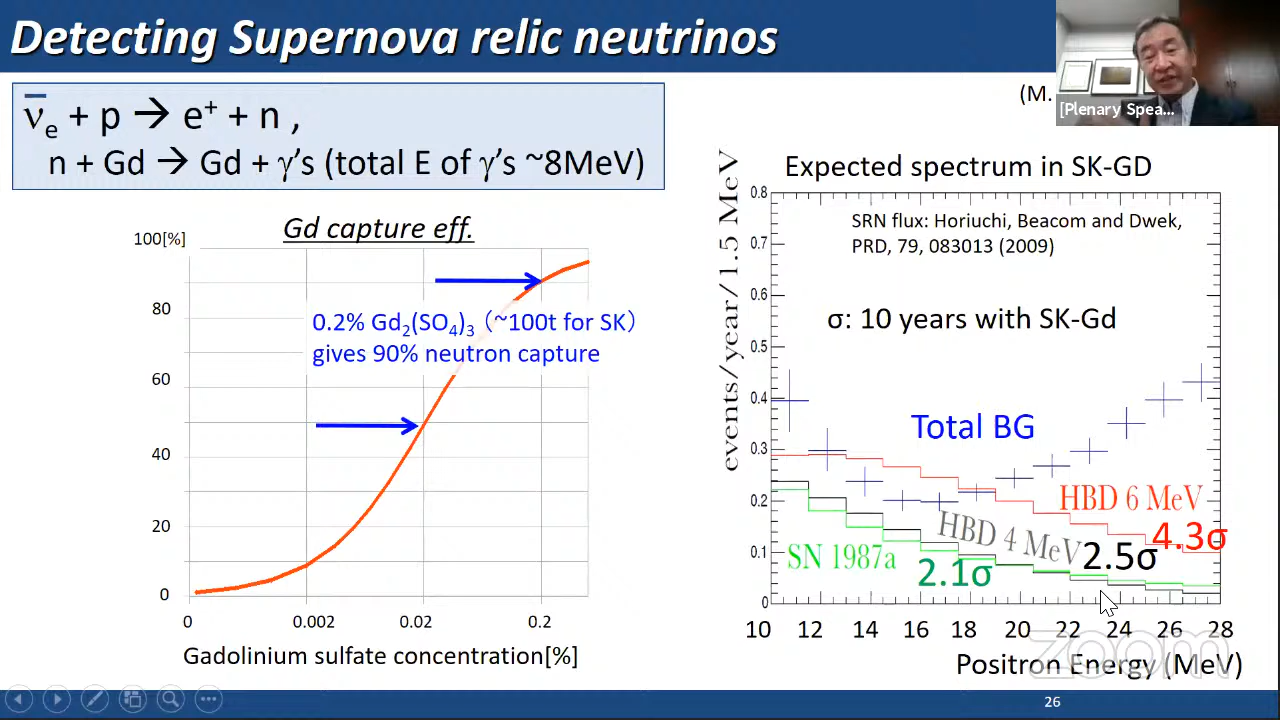 Detecting Supernova relic neutrinos
ν̅e + p → e⁺ + n ,
n + Gd → Gd + γ's (total E of γ's ~8MeV)
(M.
[Plenary Spea...
Gd capture eff.
100[%]
80
60
40
20
0
0.2% Gd₂(SO₄)₃ (~100t for SK)
gives 90% neutron capture
0 0.002 0.02 0.2
Gadolinium sulfate concentration[%]
Expected spectrum in SK-GD
events/year/1.5 MeV
0.8
0.7
0.6
0.5
0.4
0.3
0.2
0.1
0
SRN flux: Horiuchi, Beacom and Dwek,
PRD, 79, 083013 (2009)
σ: 10 years with SK-Gd
Total BG
HBD 6 MeV
4.3σ
HBD 4 MeV
2.5σ
SN 1987a
2.1σ
10 12 14 16 18 20 22 24 26 28
Positron Energy (MeV)
zoom
26